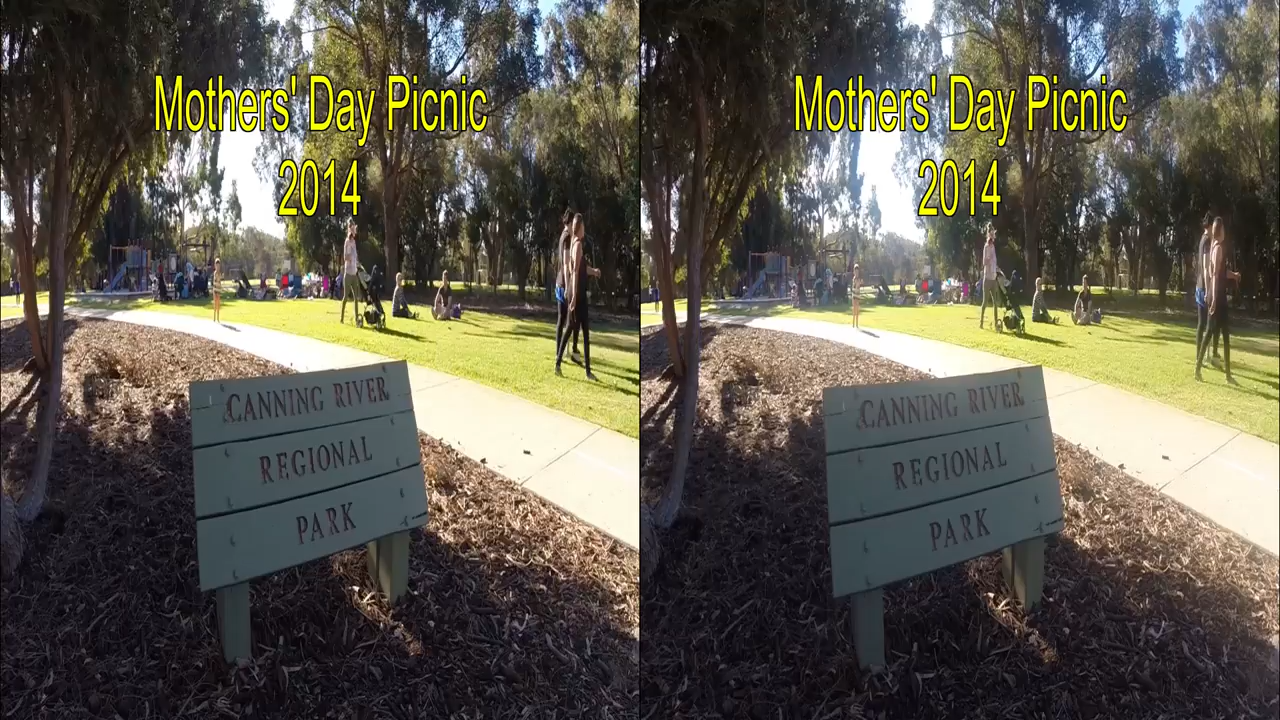 Mothers' Day Picnic
2014
CANNING RIVER
REGIONAL
PARK
Mothers' Day Picnic
2014
CANNING RIVER
REGIONAL
PARK